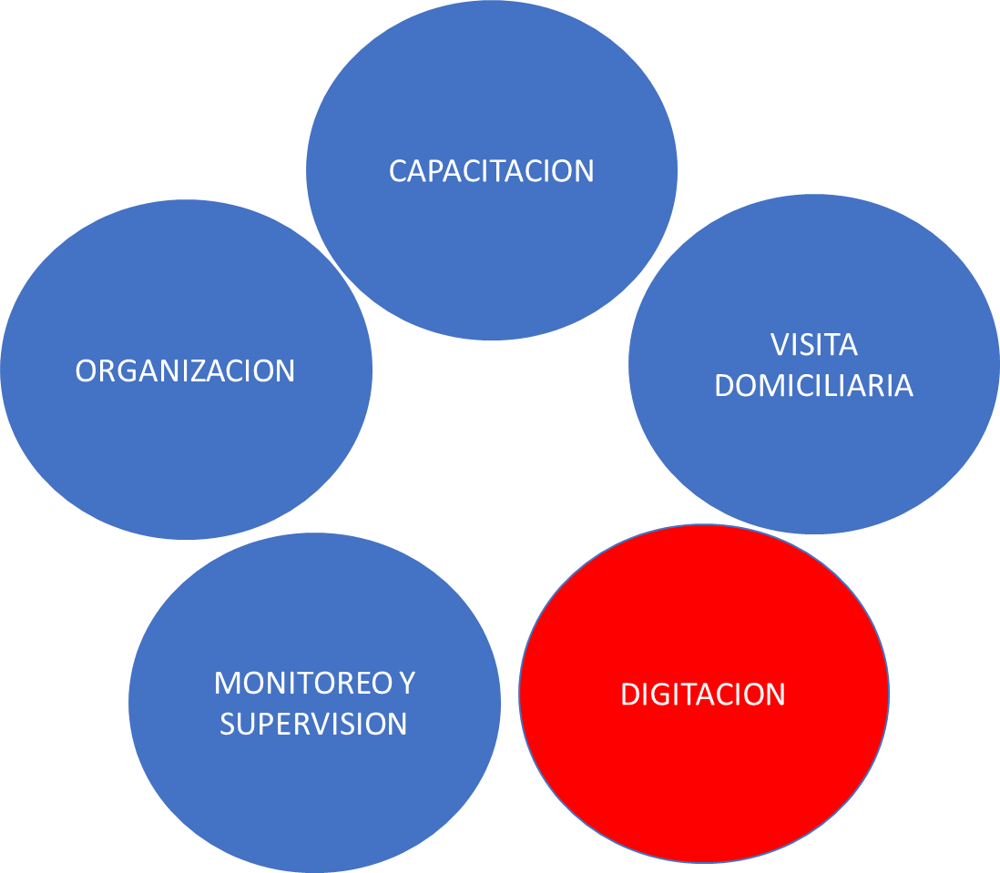 CAPACITACION
ORGANIZACION
VISITA
DOMICILIARIA
MONITOREO Y
SUPERVISION
DIGITACION